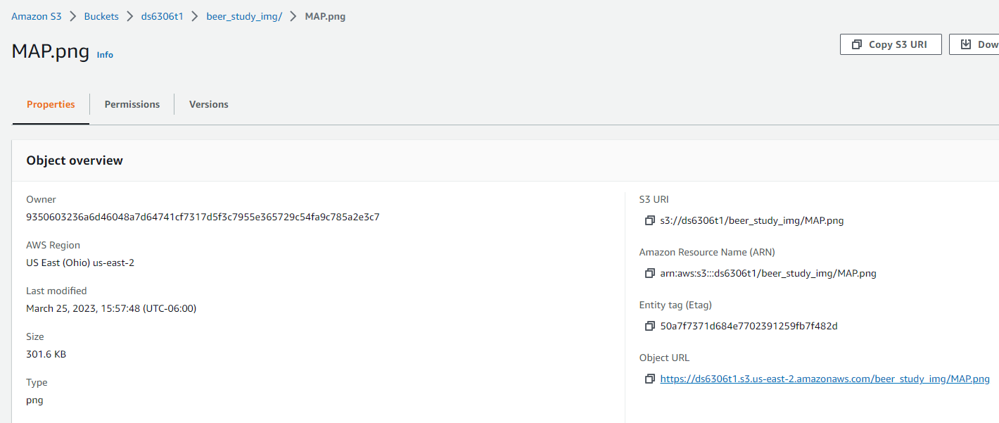 Amazon S3 > Buckets > ds6306t1 > beer_study_img/ > MAP.png
MAP.png Info
Copy S3 URI
Dow
Properties
Permissions
Versions
Object overview
Owner
9350603236a6d46048a7d64741cf7317d5f3c7955e365729c54fa9c785a2e3c7
AWS Region
US East (Ohio) us-east-2
Last modified
March 25, 2023, 15:57:48 (UTC-06:00)
Size
301.6 KB
Type
png
S3 URI
s3://ds6306t1/beer_study_img/MAP.png
Amazon Resource Name (ARN)
arn:aws:s3:::ds6306t1/beer_study_img/MAP.png
Entity tag (Etag)
50a7f7371d684e7702391259fb7f482d
Object URL
https://ds6306t1.s3.us-east-2.amazonaws.com/beer_study_img/MAP.png